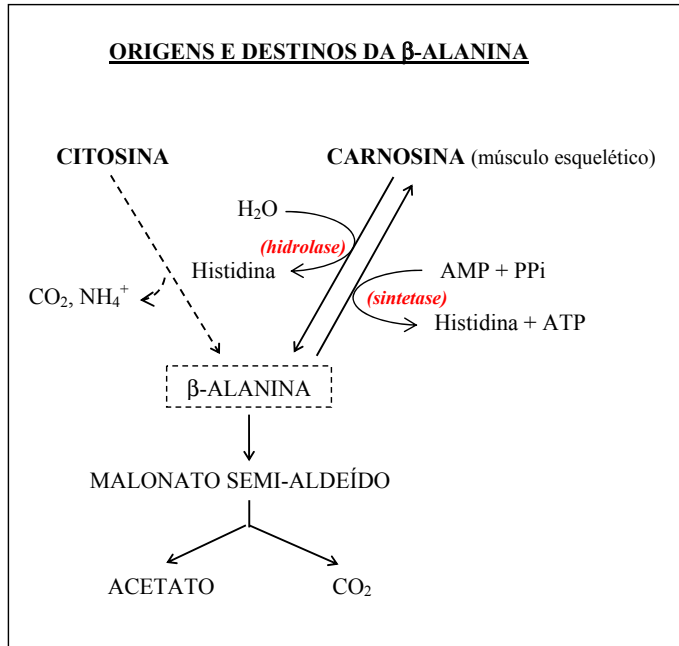 ORIGENS E DESTINOS DA β-ALANINA
CITOSINA
CARNOSINA (músculo esquelético)
H₂O
(hidrolase)
Histidina
AMP + PPi
CO₂, NH₄⁺
(sintetase)
Histidina + ATP
β-ALANINA
MALONATO SEMI-ALDEÍDO
ACETATO
CO₂